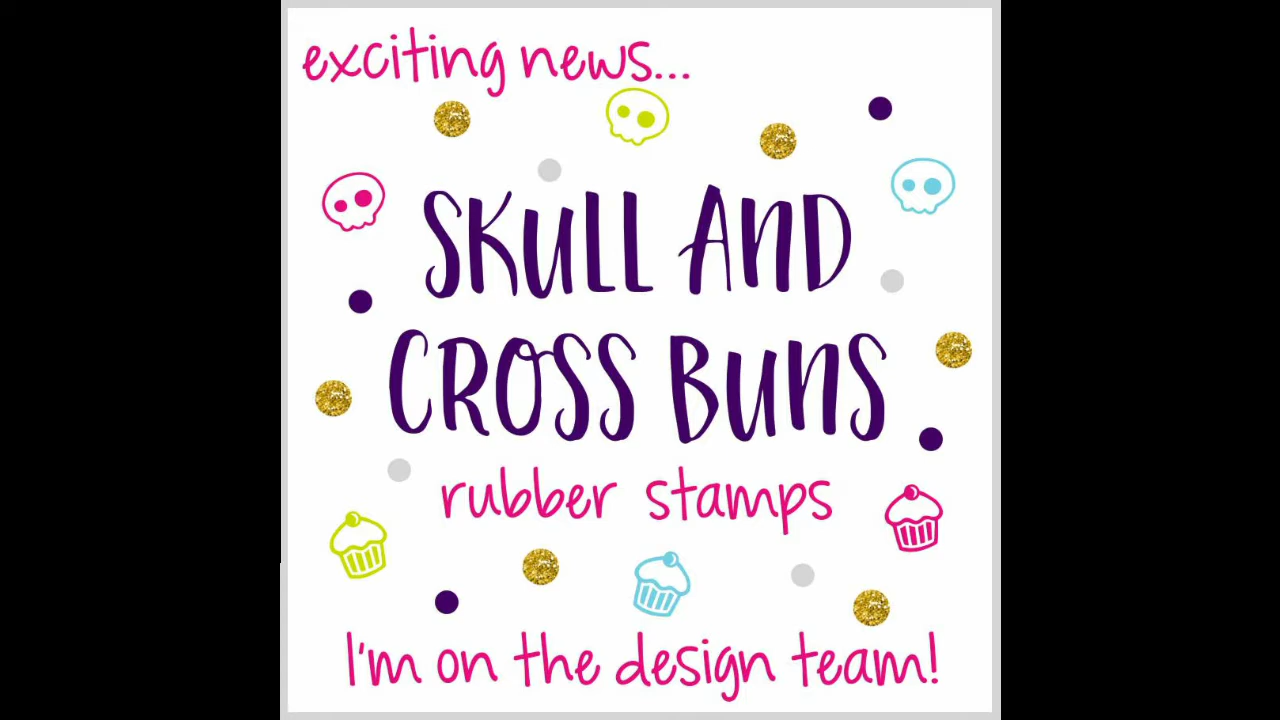 exciting news...
SKULL AND
CROSS BUNS
rubber stamps
I'm on the design team!